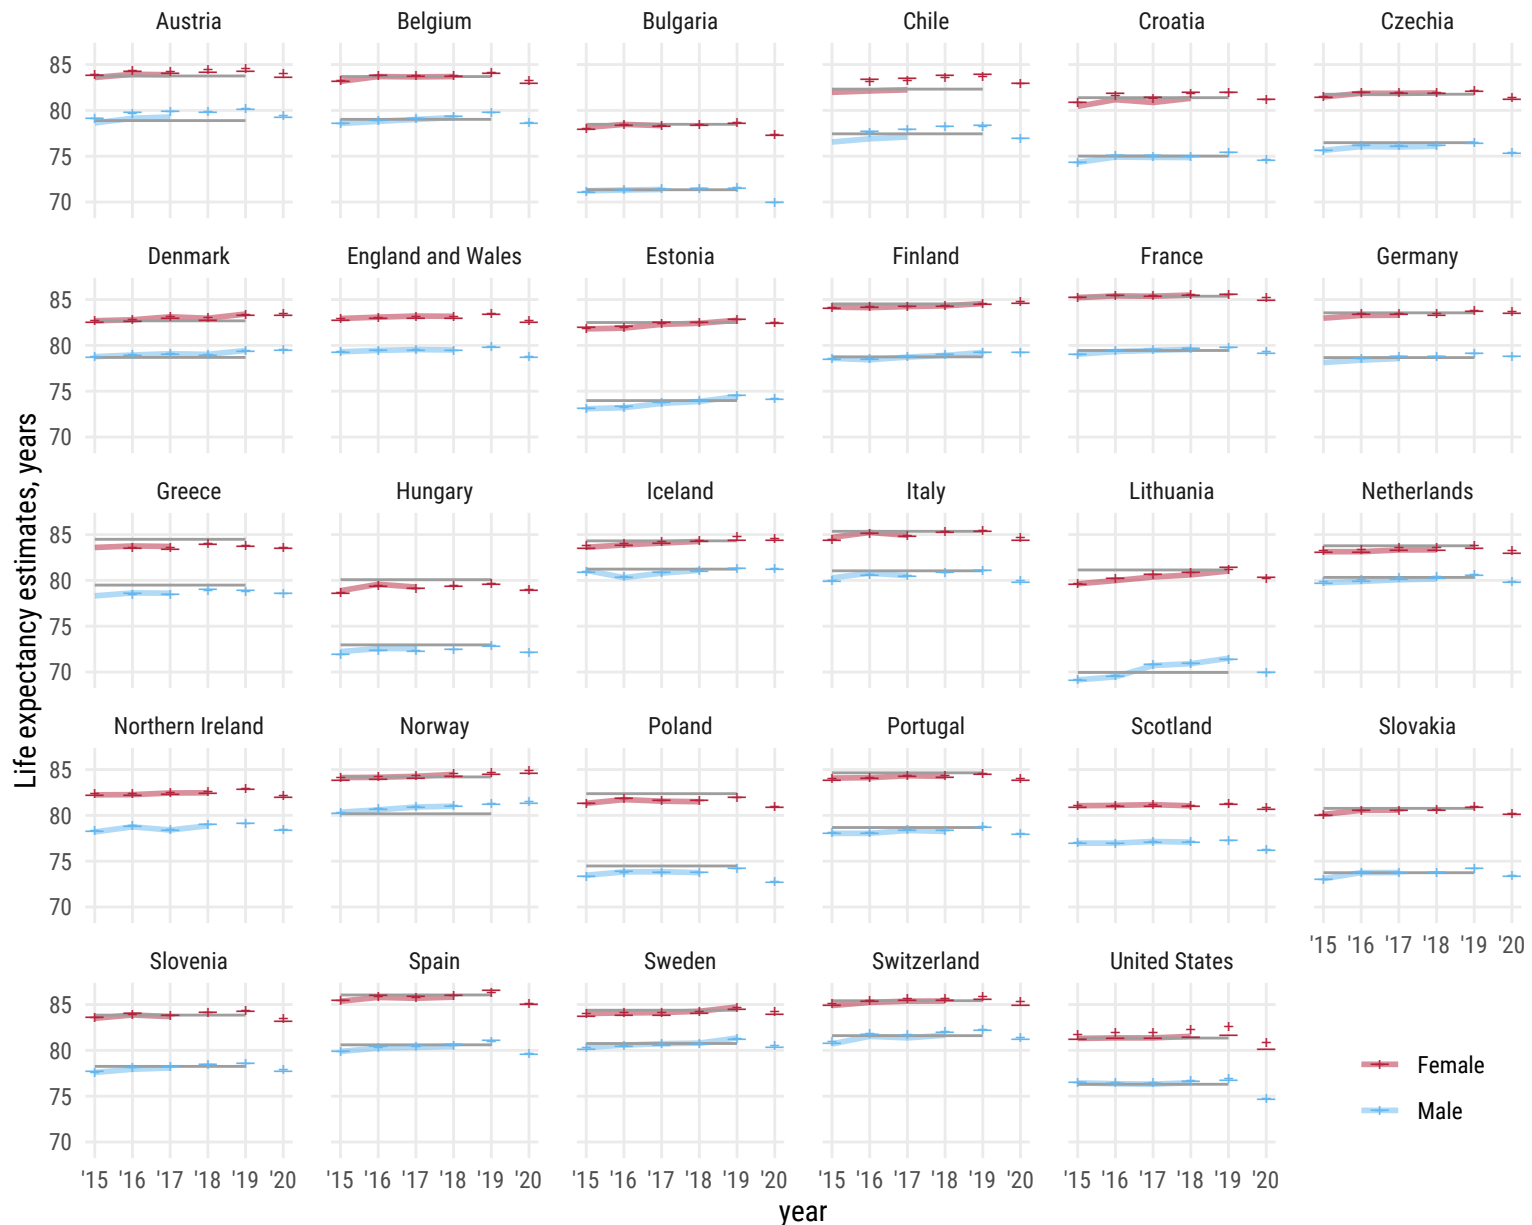 Austria Belgium Bulgaria Chile Croatia Czechia
85
80
75
70
Denmark England and Wales Estonia Finland France Germany
85
80
75
70
Greece Hungary Iceland Italy Lithuania Netherlands
85
80
75
70
Northern Ireland Norway Poland Portugal Scotland Slovakia
85
80
75
70
'15 '16 '17 '18 '19 '20
Slovenia Spain Sweden Switzerland United States
85
80
75
70
'15 '16 '17 '18 '19 '20 '15 '16 '17 '18 '19 '20 '15 '16 '17 '18 '19 '20 '15 '16 '17 '18 '19 '20 '15 '16 '17 '18 '19 '20
year
Life expectancy estimates, years
Female
Male